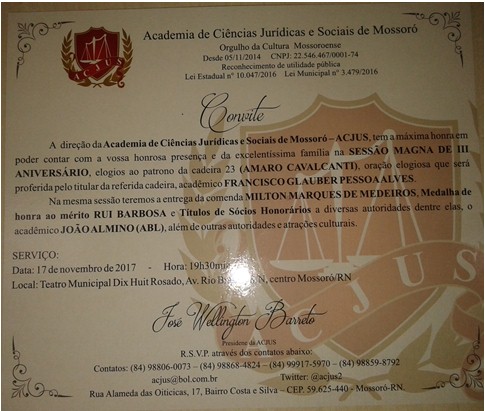 Academia de Ciências Jurídicas e Sociais de Mossoró
Orgulho da Cultura Mossoroense
Desde 05/11/2014 CNPJ: 22.546.467/0001-74
Reconhecimento de utilidade pública
Lei Estadual nº 10.047/2016 Lei Municipal nº 3.479/2016
ACJUS
Convite
A direção da Academia de Ciências Jurídicas e Sociais de Mossoró – ACJUS, tem a máxima honra em
poder contar com a vossa honrosa presença e da excelentíssima família na SESSÃO MAGNA DE III
ANIVERSÁRIO, elogios ao patrono da cadeira 23 (AMARO CAVALCANTI), oração elogiosa que será
proferida pelo titular da referida cadeira, acadêmico FRANCISCO GLAUBER PESSOA ALVES.
Na mesma sessão teremos a entrega da comenda MILTON MARQUES DE MEDEIROS, Medalha de
honra ao mérito RUI BARBOSA e Títulos de Sócios Honorários a diversas autoridades dentre elas, o
acadêmico JOÃO ALMINO (ABL), além de outras autoridades e atrações culturais.
SERVIÇO:
Data: 17 de novembro de 2017 - Hora: 19h30min
Local: Teatro Municipal Dix Huit Rosado, Av. Rio S/N, centro Mossoró/RN
ACJUS
José Wellington Barreto
Presidente da ACJUS
R.S.V.P. através dos contatos abaixo:
Contatos: (84) 98806-0073 – (84) 98868-4824 – (84) 99917-5970 – (84) 98859-8792
acjus@bol.com.br Twitter: @acjus2
Rua Alameda das Oiticicas, 17, Bairro Costa e Silva – CEP. 59.625-440 - Mossoró-RN.